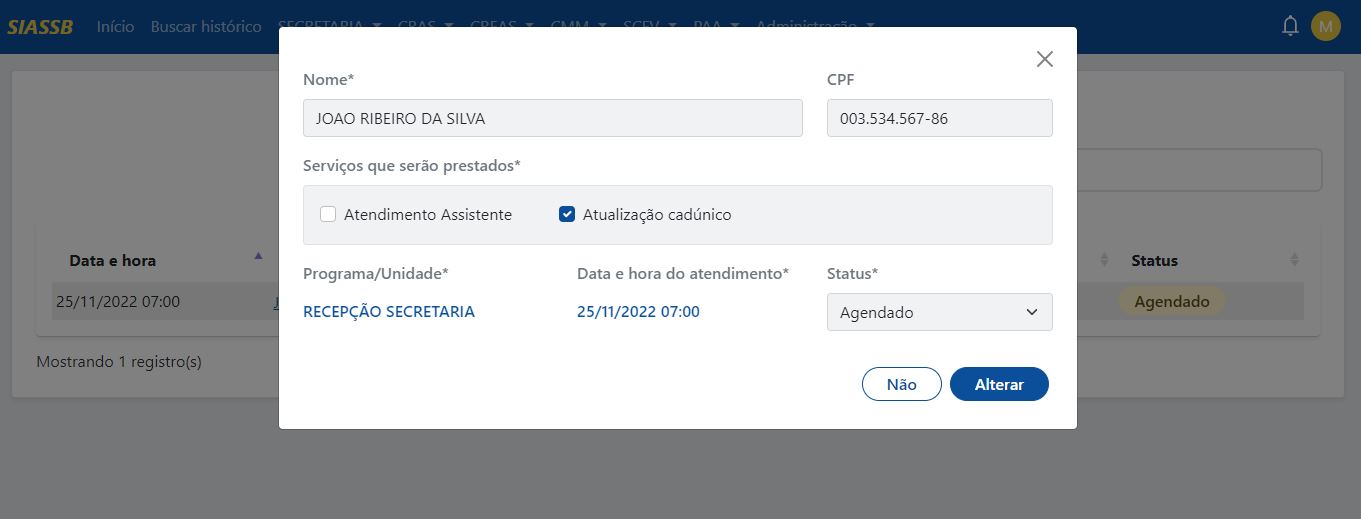 SIASSB Início Buscar histórico SECRETARIA CRAS CREAS CMM SCFV PAA Administração M
Nome* CPF
JOAO RIBEIRO DA SILVA 003.534.567-86
Serviços que serão prestados*
Atendimento Assistente Atualização cadúnico
Data e hora Status
Programa/Unidade* Data e hora do atendimento* Status*
25/11/2022 07:00 Agendado
RECEPÇÃO SECRETARIA 25/11/2022 07:00 Agendado
Mostrando 1 registro(s)
Não Alterar